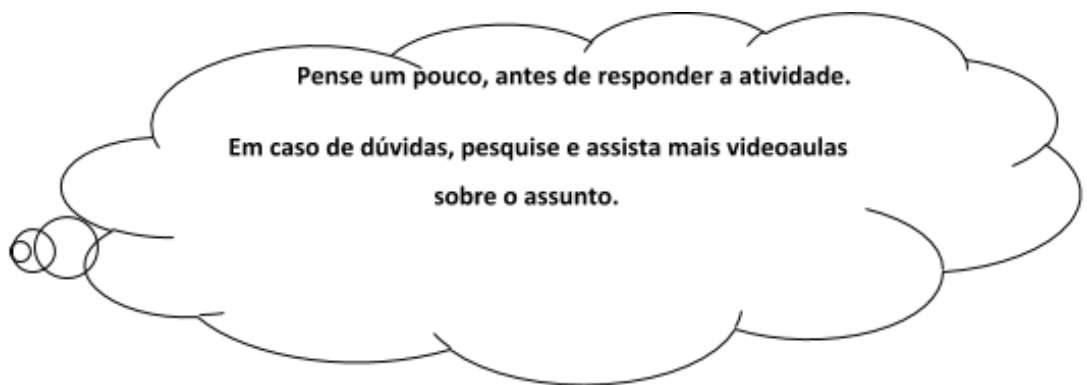 Pense um pouco, antes de responder a atividade.
Em caso de dúvidas, pesquise e assista mais videoaulas
sobre o assunto.